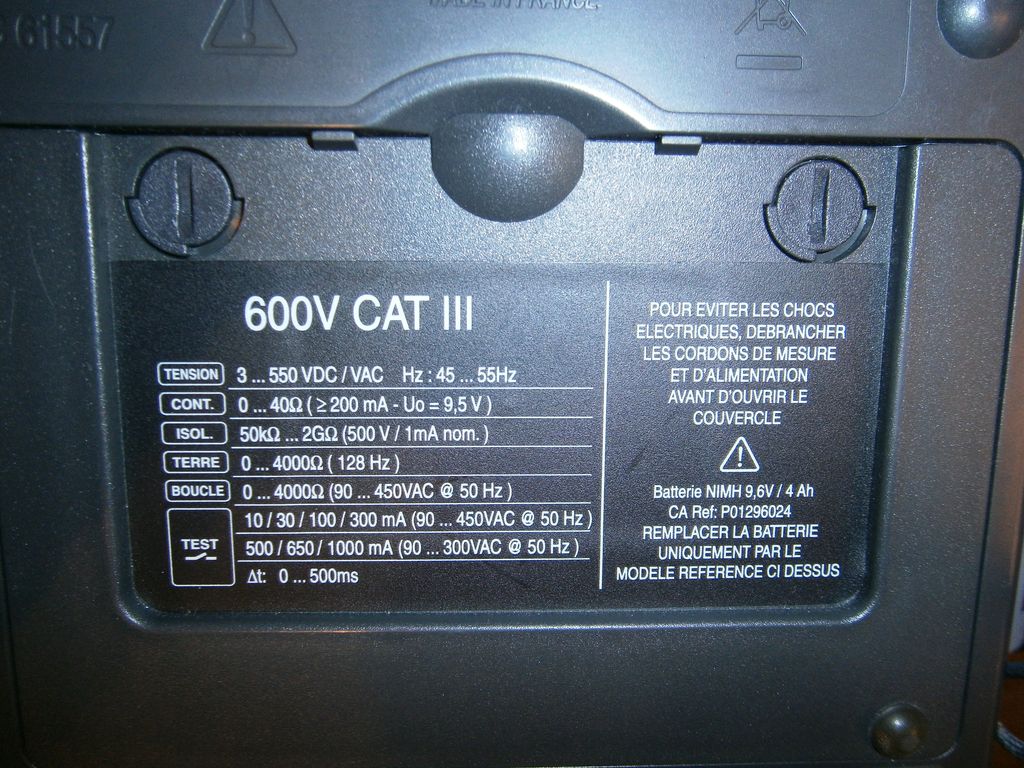 61557
MADE IN FRANCE
600V CAT III
TENSION 3 ... 550 VDC / VAC Hz : 45 ... 55Hz
CONT. 0 ... 40Ω ( ≥ 200 mA - Uo = 9,5 V )
ISOL. 50kΩ ... 2GΩ (500 V / 1mA nom. )
TERRE 0 ... 4000Ω ( 128 Hz )
BOUCLE 0 ... 4000Ω (90 ... 450VAC @ 50 Hz )
TEST
10 / 30 / 100 / 300 mA (90 ... 450VAC @ 50 Hz )
500 / 650 / 1000 mA (90 ... 300VAC @ 50 Hz )
Δt: 0 ... 500ms
POUR EVITER LES CHOCS
ELECTRIQUES, DEBRANCHER
LES CORDONS DE MESURE
ET D'ALIMENTATION
AVANT D'OUVRIR LE
COUVERCLE
Batterie NIMH 9,6V / 4 Ah
CA Ref: P01296024
REMPLACER LA BATTERIE
UNIQUEMENT PAR LE
MODELE REFERENCE CI DESSUS